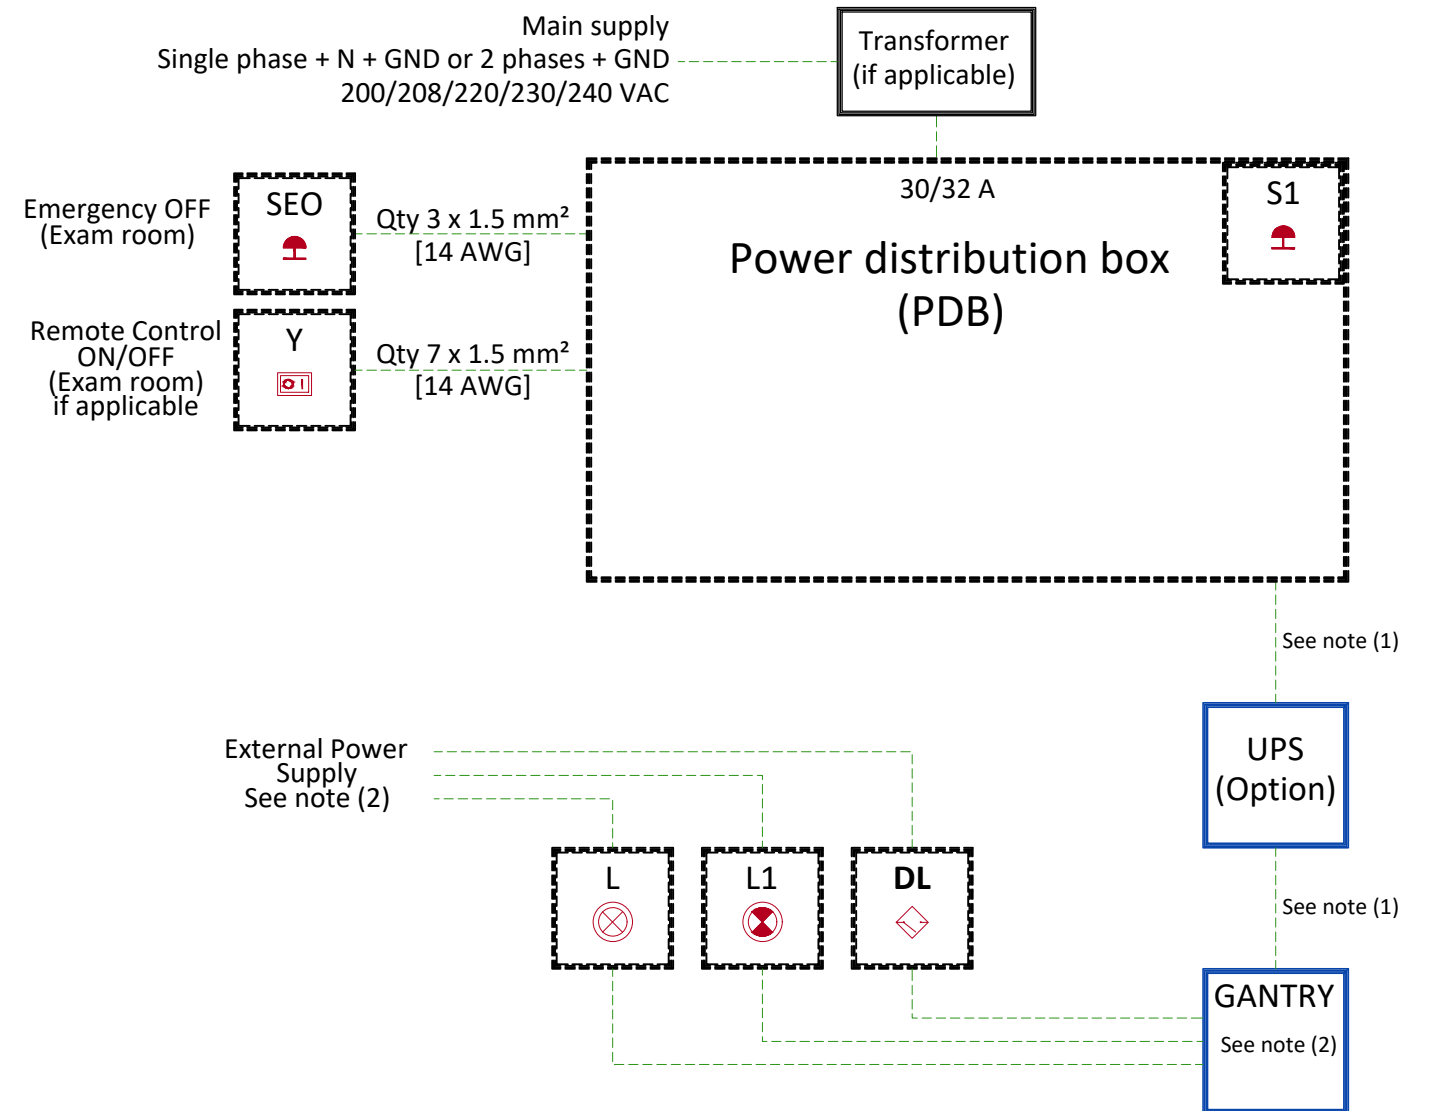 Main supply
Single phase + N + GND or 2 phases + GND
200/208/220/230/240 VAC
Transformer
(if applicable)
30/32 A
Power distribution box
(PDB)
S1
Emergency OFF
(Exam room)
SEO
Qty 3 x 1.5 mm²
[14 AWG]
Remote Control
ON/OFF
(Exam room)
if applicable
Y
Qty 7 x 1.5 mm²
[14 AWG]
See note (1)
UPS
(Option)
External Power
Supply
See note (2)
L
L1
DL
See note (1)
GANTRY
See note (2)